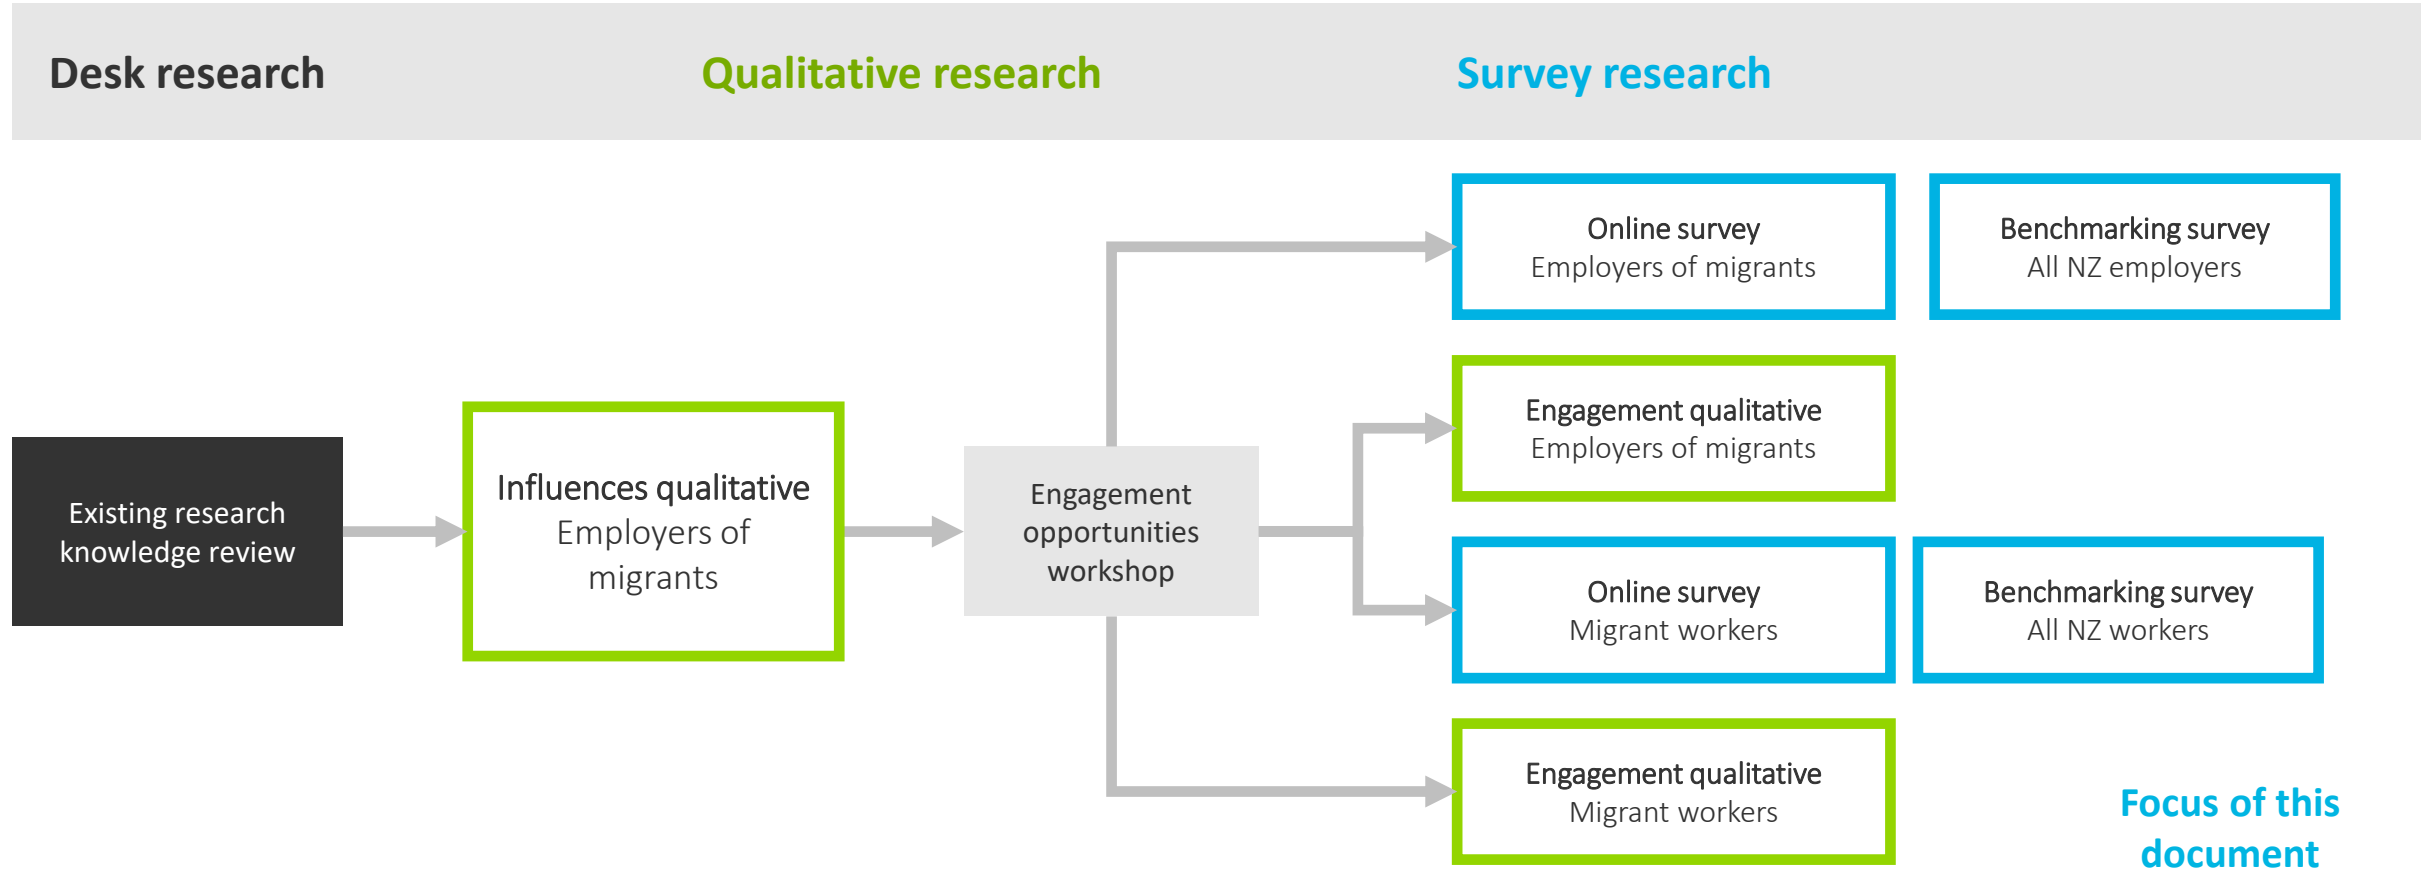 Desk research
Qualitative research
Survey research
Existing research
knowledge review
Influences qualitative
Employers of
migrants
Engagement
opportunities
workshop
Online survey
Employers of migrants
Benchmarking survey
All NZ employers
Engagement qualitative
Employers of migrants
Online survey
Migrant workers
Benchmarking survey
All NZ workers
Engagement qualitative
Migrant workers
Focus of this
document